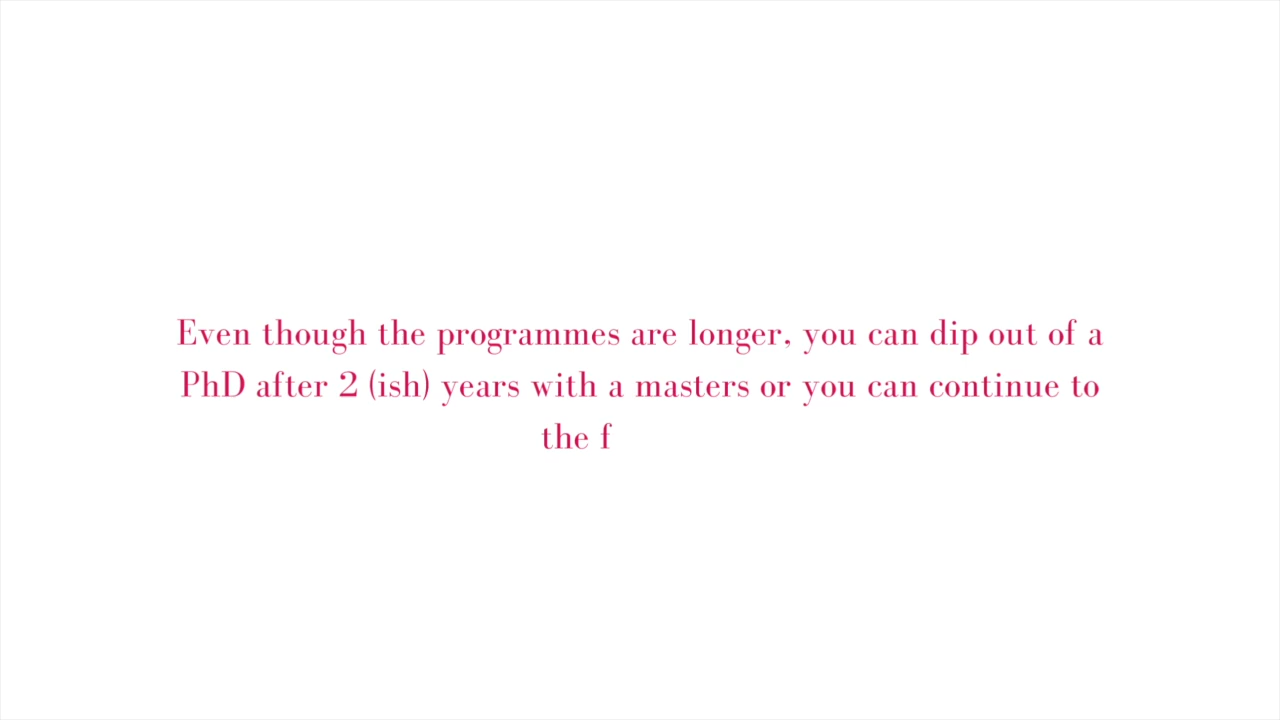 Even though the programmes are longer, you can dip out of a
PhD after 2 (ish) years with a masters or you can continue to
the f